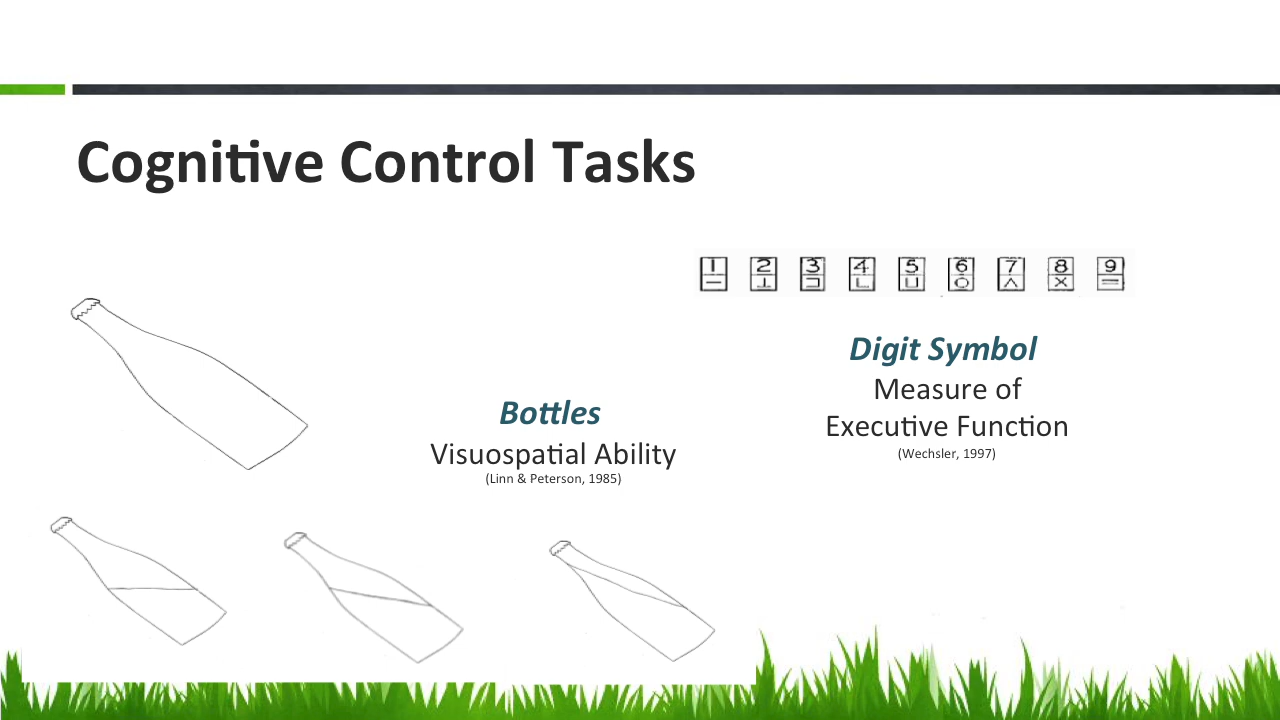 Cognitive Control Tasks
1 2 3 4 5 6 7 8 9
Digit Symbol
Measure of
Executive Function
(Wechsler, 1997)
Bottles
Visuospatial Ability
(Linn & Peterson, 1985)